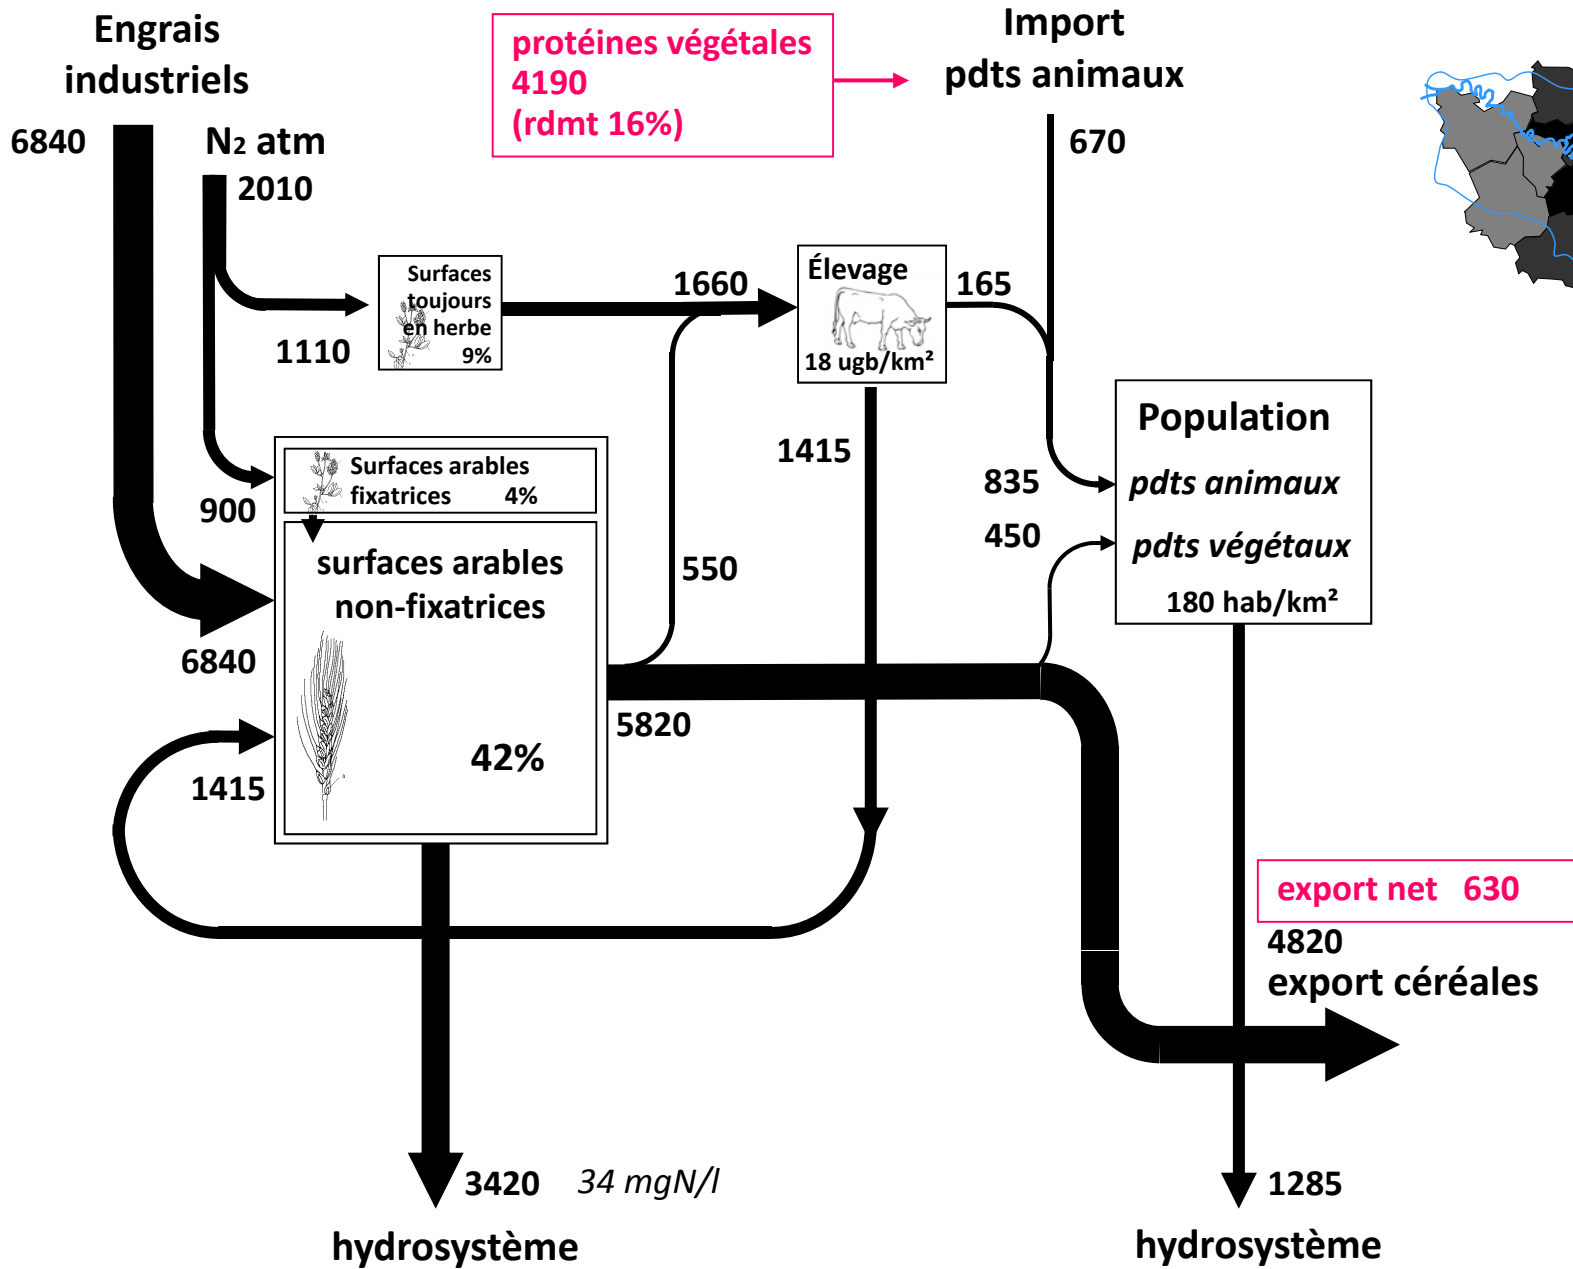 Engrais
industriels
6840
N2 atm
2010
protéines végétales
4190
(rdmt 16%)
Import
pdts animaux
670
Surfaces
toujours
en herbe
9%
1110
1660
Élevage
18 ugb/km²
165
1415
Population
pdts animaux
pdts végétaux
180 hab/km²
835
450
Surfaces arables
fixatrices 4%
900
surfaces arables
non-fixatrices
42%
550
6840
5820
1415
export net 630
4820
export céréales
3420 34 mgN/l
hydrosystème
1285
hydrosystème